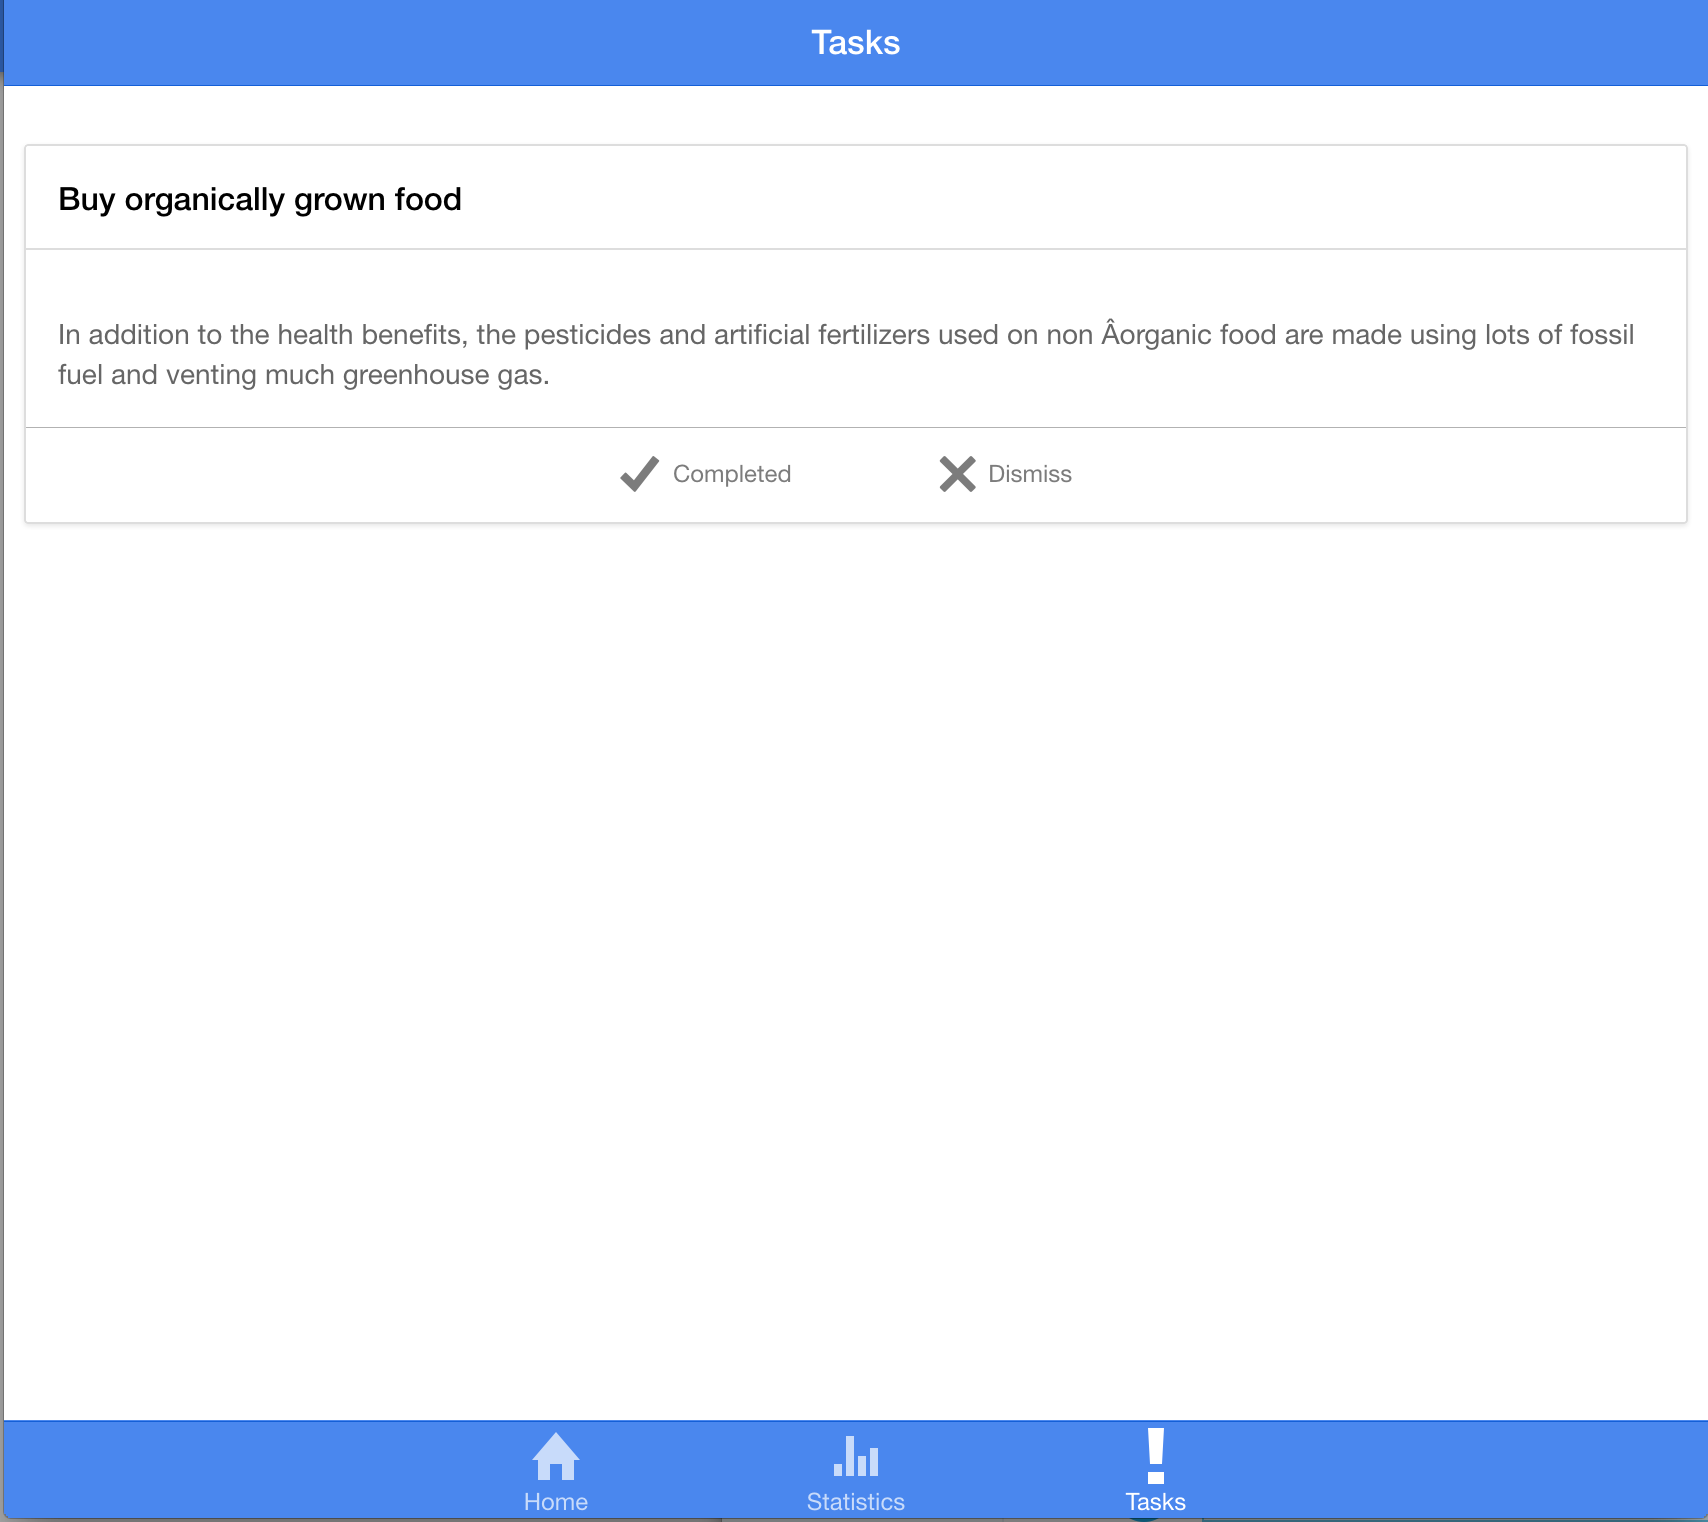 Tasks
Buy organically grown food
In addition to the health benefits, the pesticides and artificial fertilizers used on non Âorganic food are made using lots of fossil
fuel and venting much greenhouse gas.
Completed
Dismiss
Home
Statistics
Tasks